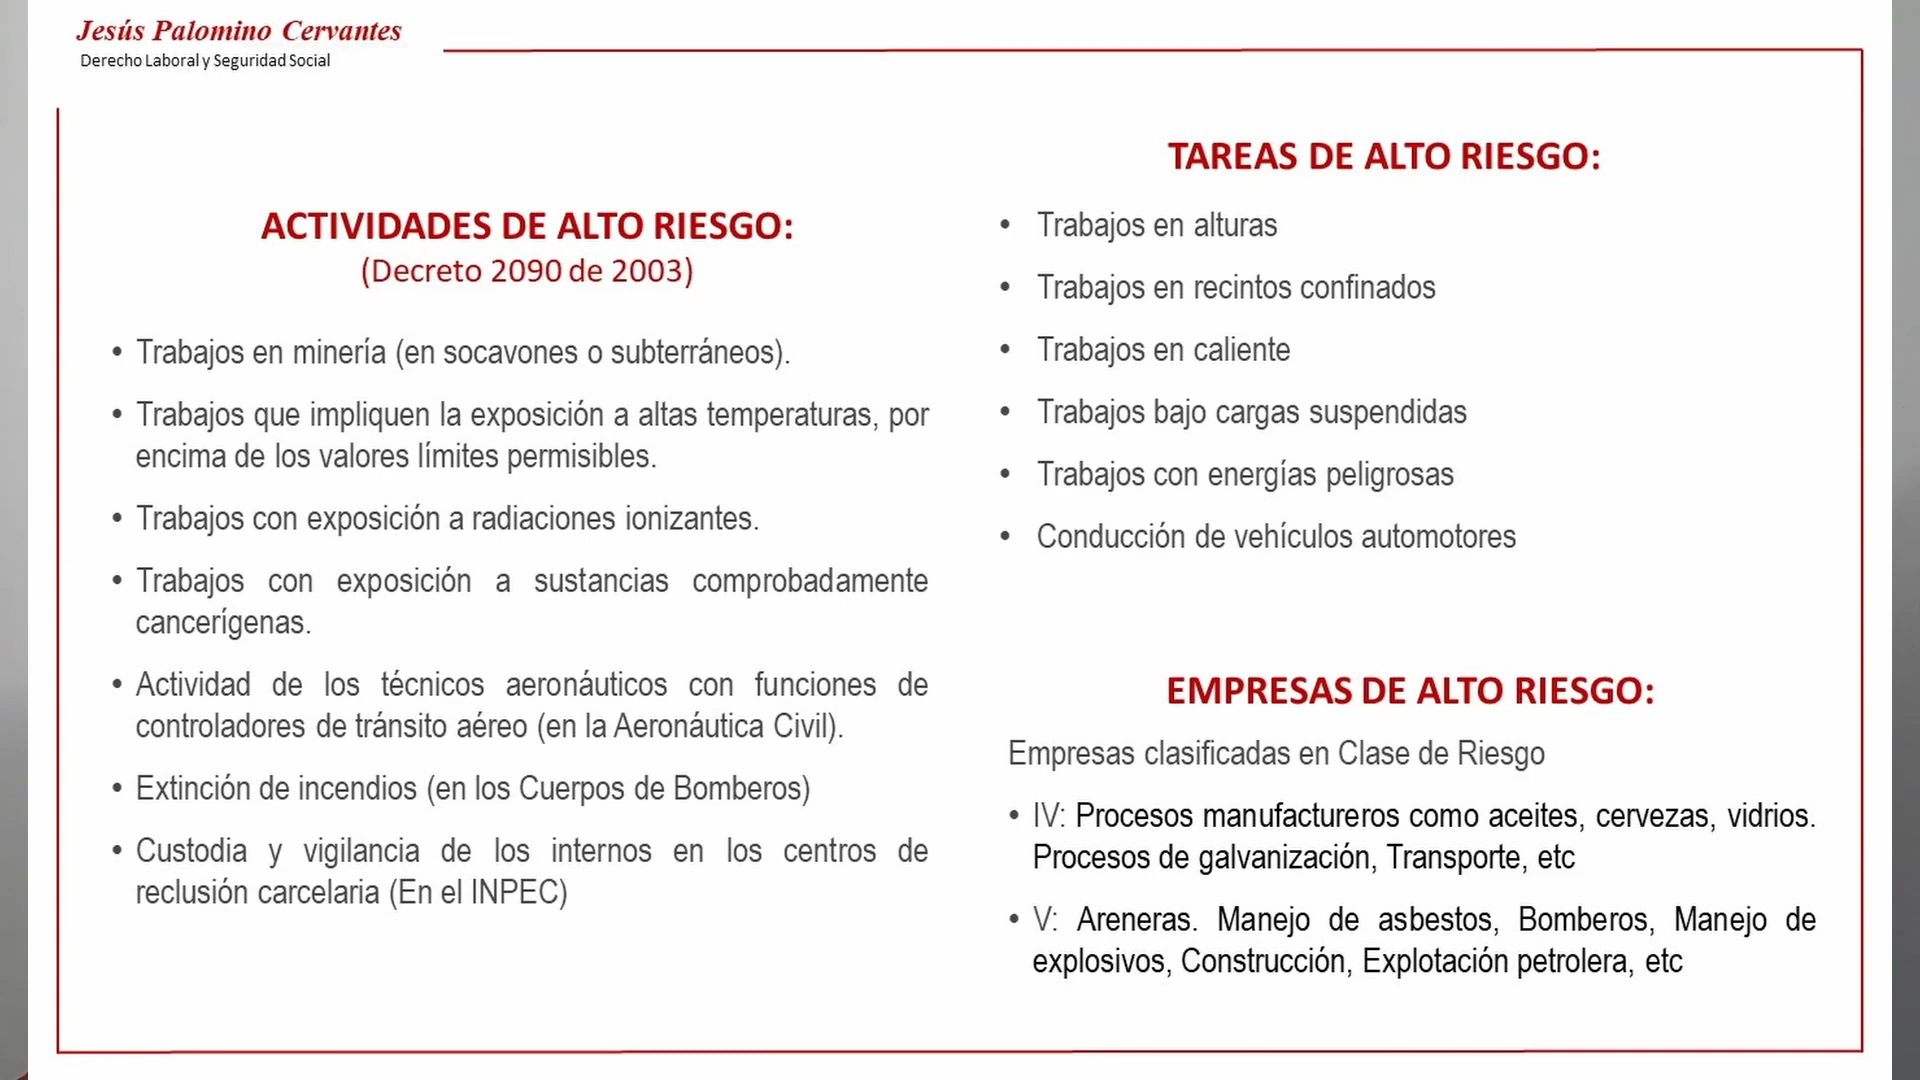 Jesús Palomino Cervantes
Derecho Laboral y Seguridad Social
ACTIVIDADES DE ALTO RIESGO:
(Decreto 2090 de 2003)
• Trabajos en minería (en socavones o subterráneos).
• Trabajos que impliquen la exposición a altas temperaturas, por
encima de los valores límites permisibles.
• Trabajos con exposición a radiaciones ionizantes.
• Trabajos con exposición a sustancias comprobadamente
cancerígenas.
• Actividad de los técnicos aeronáuticos con funciones de
controladores de tránsito aéreo (en la Aeronáutica Civil).
• Extinción de incendios (en los Cuerpos de Bomberos)
• Custodia y vigilancia de los internos en los centros de
reclusión carcelaria (En el INPEC)
TAREAS DE ALTO RIESGO:
• Trabajos en alturas
• Trabajos en recintos confinados
• Trabajos en caliente
• Trabajos bajo cargas suspendidas
• Trabajos con energías peligrosas
• Conducción de vehículos automotores
EMPRESAS DE ALTO RIESGO:
Empresas clasificadas en Clase de Riesgo
• IV: Procesos manufactureros como aceites, cervezas, vidrios.
Procesos de galvanización, Transporte, etc
• V: Areneras. Manejo de asbestos, Bomberos, Manejo de
explosivos, Construcción, Explotación petrolera, etc